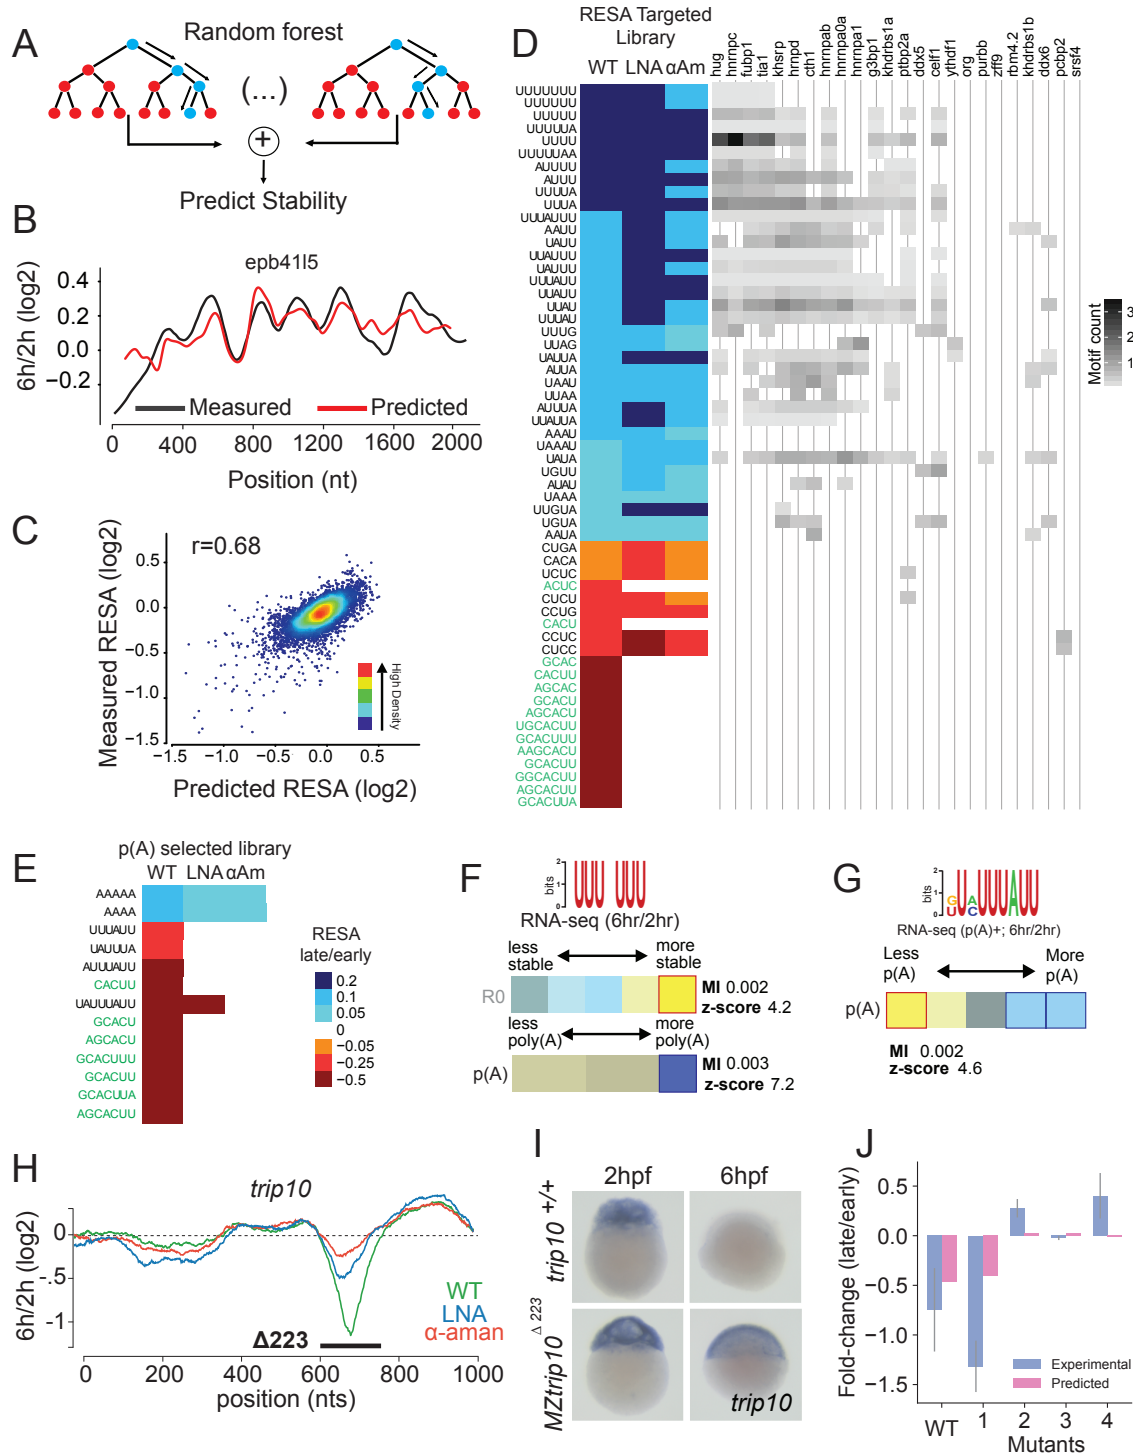 A
Random forest
(...)
+
Predict Stability
B
epb41l5
6h/2h (log2)
0.4
0.2
0.0
−0.2
Measured
Predicted
0 400 800 1200 1600 2000
Position (nt)
C
r=0.68
Measured RESA (log2)
0.5
0.0
−0.5
−1.0
−1.5
High Density
−1.5 −1.0 −0.5 0.0 0.5
Predicted RESA (log2)
D
RESA Targeted
Library
WT LNA αAm
hug hnrnpc fubp1 tia1 khsrp hnrnpd cth1 hnrnpab hnrnpa0a hnrnpa1 g3bp1 khdrbs1a ptbp2a ddx5 celf1 ythdf1 org purbb zff9 rbm4.2 khdrbs1b ddx6 pcbp2 srsf4
UUUUUUU
UUUUUU
UUUUU
UUUUUA
UUUU
UUUUUAA
AUUUU
AUUU
UUUUA
UUUA
UUUAUUU
AAUU
UAUU
UUAUUU
UAUUU
UUUAUU
UUAUU
UUAU
UUUAU
UUUG
UUAG
UAUUA
AUUA
UAAU
UUAA
AUUUA
UUAUUA
AAAU
UAAAU
UAUA
UGUU
AUAU
UAAA
UUGUA
UGUA
AAUA
CUGA
CACA
UCUC
ACUC
CUCU
CCUG
CACU
CCUC
CUCC
GCAC
CACUU
AGCAC
GCACU
AGCACU
UGCACUU
GCACUUU
AAGCACU
GCACUU
GGCACUU
AGCACUU
GCACUUA
Motif count
3
2
1
E
p(A) selected library
WT LNA αAm
AAAAA
AAAA
UUUAUU
UAUUUA
AUUUAUU
CACUU
UAUUUAUU
GCACU
AGCACU
GCACUUU
GCACUU
GCACUUA
AGCACUU
RESA
late/early
0.2
0.1
0.05
0
−0.05
−0.25
−0.5
F
bits
2
1
0
UUU UUU
RNA-seq (6hr/2hr)
less
stable
more
stable
R0
MI 0.002
z-score 4.2
less
poly(A)
more
poly(A)
p(A)
MI 0.003
z-score 7.2
G
bits
2
1
0
RNA-seq (p(A)+; 6hr/2hr)
Less
p(A)
More
p(A)
p(A)
MI 0.002
z-score 4.6
H
trip10
6h/2h (log2)
0
-.5
-1
WT
LNA
α-aman
Δ223
0 200 400 600 800 1000
position (nts)
I
2hpf 6hpf
trip10 +/+
MZtrip10 Δ 223
trip10
J
Fold-change (late/early)
0.5
0.0
−0.5
−1.0
−1.5
Experimental
Predicted
WT 1 2 3 4
Mutants